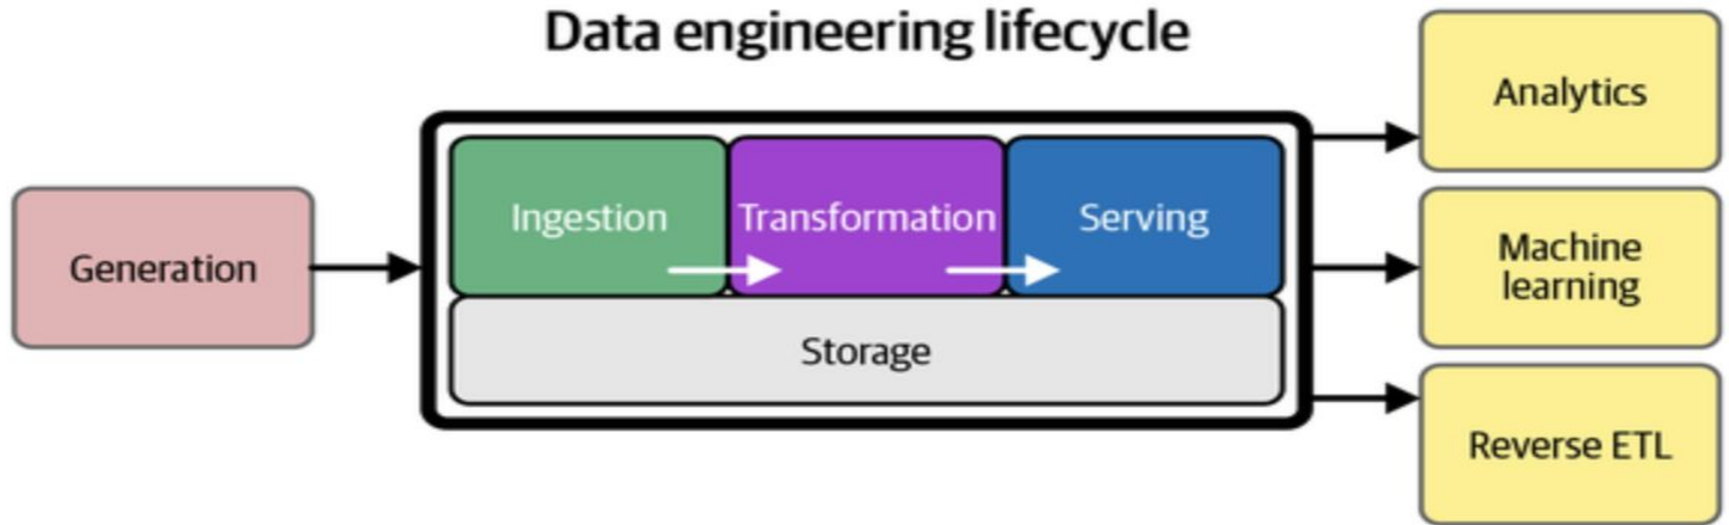 Data engineering lifecycle
Generation
Ingestion
Transformation
Serving
Storage
Analytics
Machine
learning
Reverse ETL